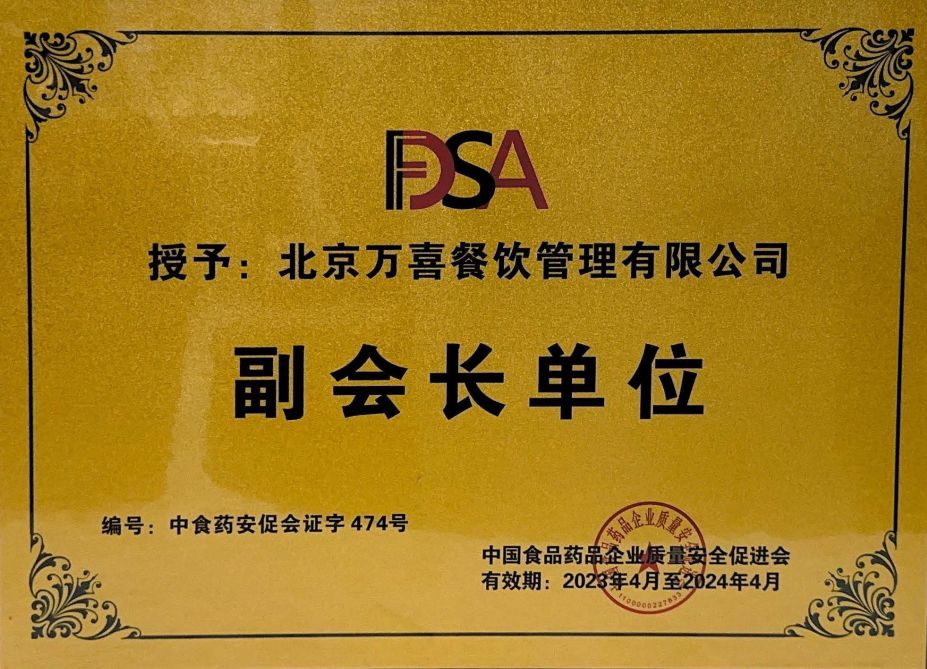 FDSA
授予：北京万喜餐饮管理有限公司
副会长单位
编号：中食药安促会证字 474号
中国食品药品企业质量安全促进会
有效期：2023年4月至2024年4月
1100000227833